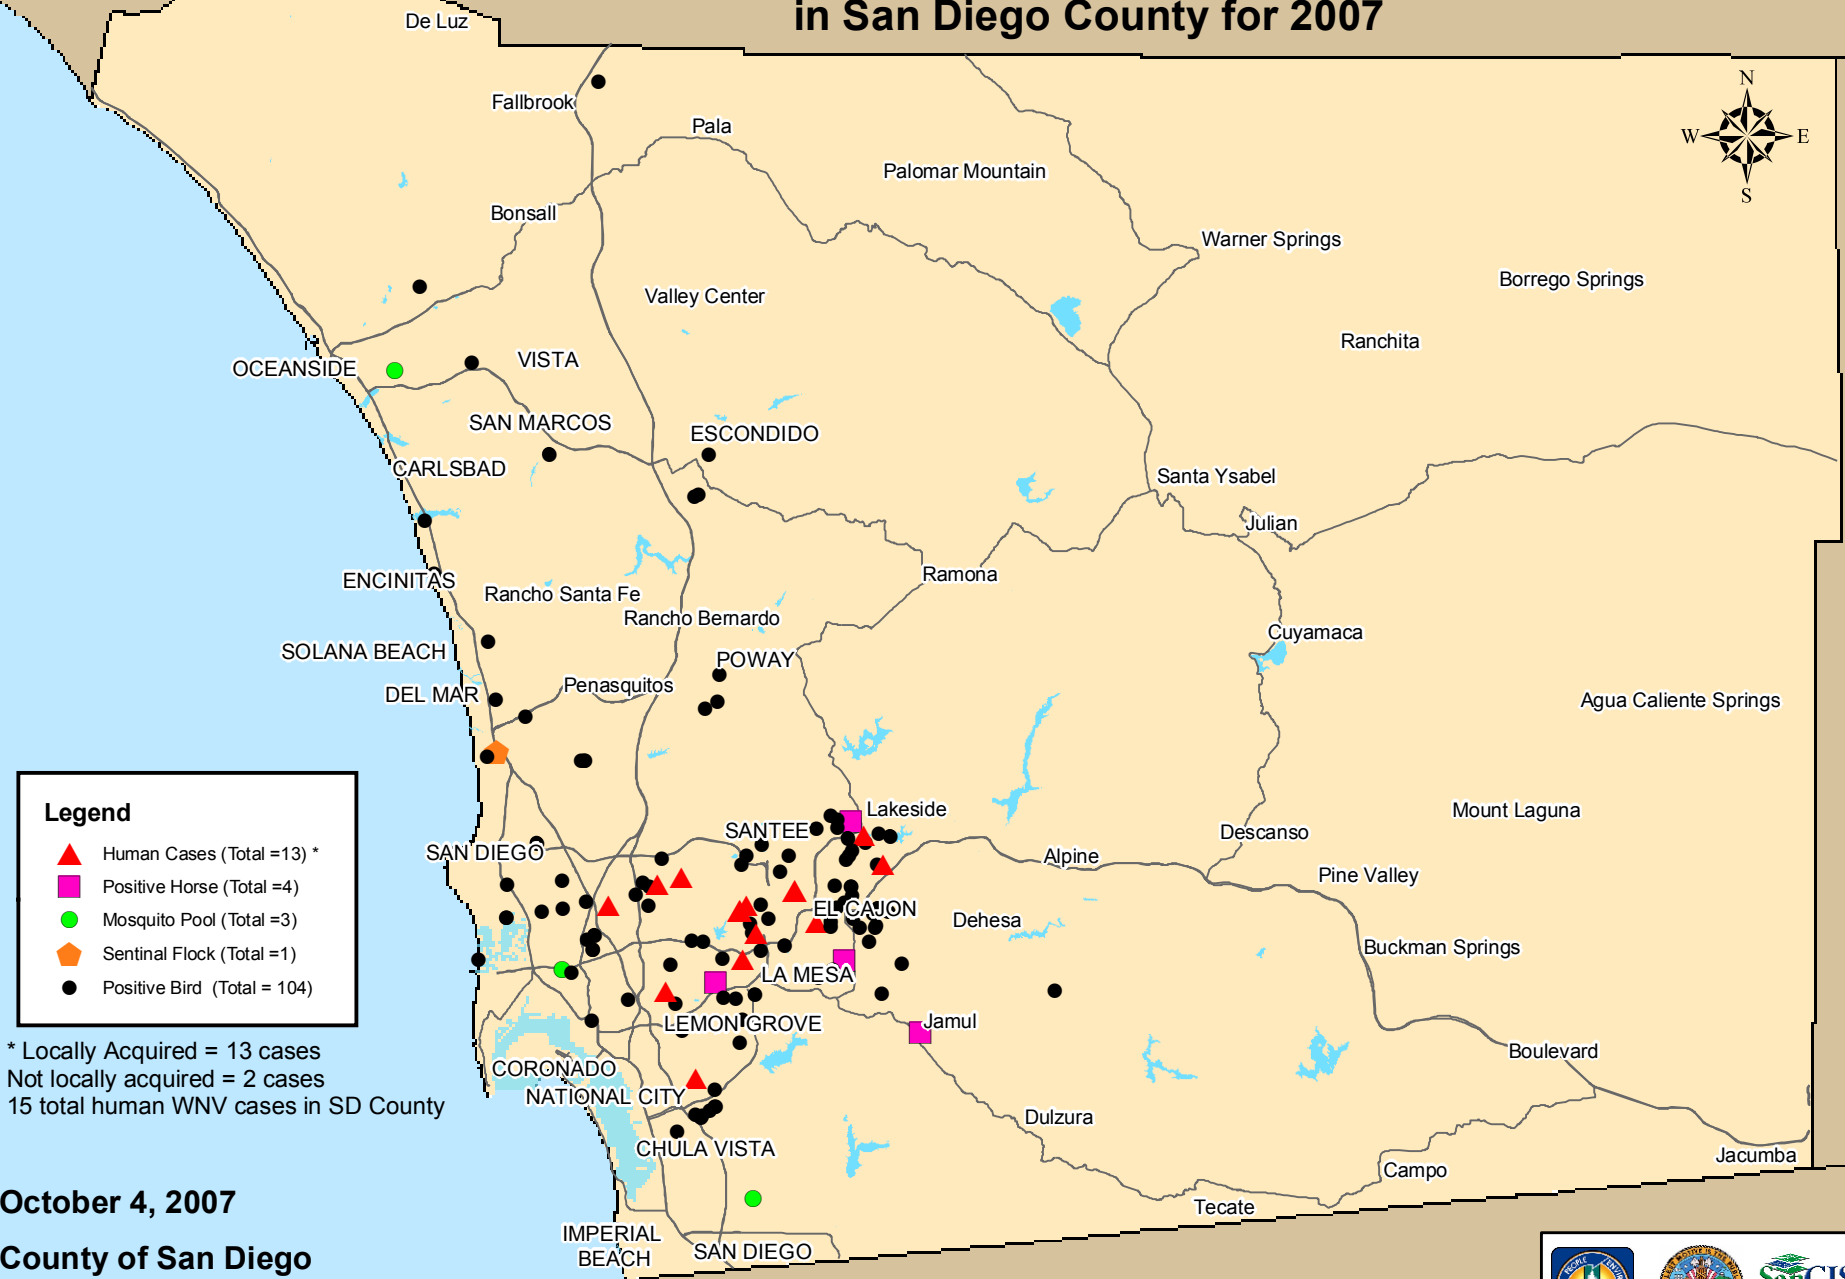 in San Diego County for 2007
De Luz
Fallbrook
Pala
Palomar Mountain
N
W E
S
Bonsall
Warner Springs
Borrego Springs
Valley Center
Ranchita
OCEANSIDE
VISTA
SAN MARCOS
ESCONDIDO
CARLSBAD
Santa Ysabel
Julian
ENCINITAS
Rancho Santa Fe
Ramona
Rancho Bernardo
Cuyamaca
SOLANA BEACH
POWAY
DEL MAR
Penasquitos
Agua Caliente Springs
Lakeside
Mount Laguna
SANTEE
Descanso
SAN DIEGO
Alpine
Pine Valley
EL CAJON
Dehesa
Buckman Springs
LA MESA
LEMON GROVE
Jamul
Boulevard
CORONADO
NATIONAL CITY
Dulzura
CHULA VISTA
Jacumba
Campo
Tecate
IMPERIAL
BEACH
SAN DIEGO
Legend
Human Cases (Total =13) *
Positive Horse (Total =4)
Mosquito Pool (Total =3)
Sentinal Flock (Total =1)
Positive Bird (Total = 104)
* Locally Acquired = 13 cases
Not locally acquired = 2 cases
15 total human WNV cases in SD County
October 4, 2007
County of San Diego
PEOPLE